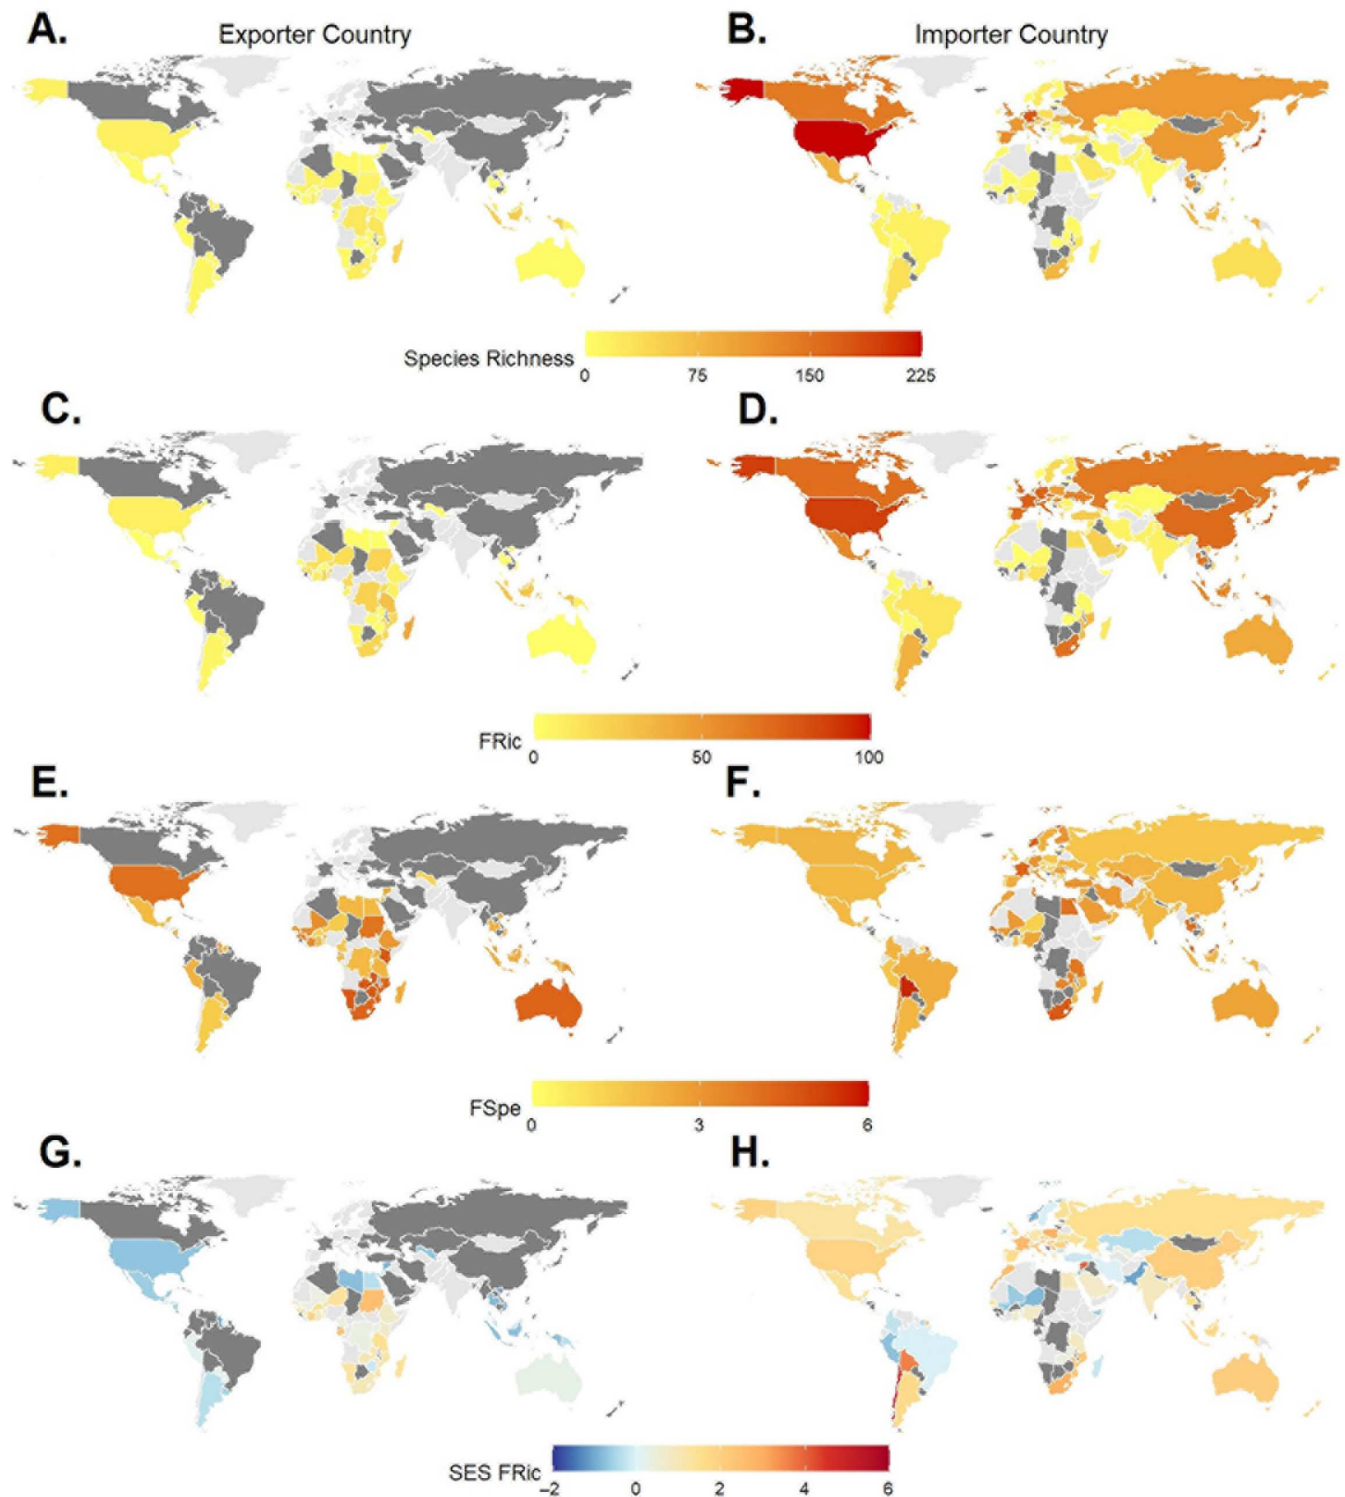 A. Exporter Country B. Importer Country
Species Richness
0 75 150 225
C. D.
FRic
0 50 100
E. F.
FSpe
0 3 6
G. H.
SES FRic
−2 0 2 4 6